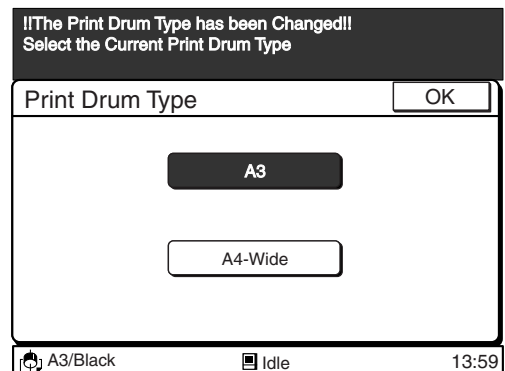 !!The Print Drum Type has been Changed!!
Select the Current Print Drum Type
Print Drum Type OK
A3
A4-Wide
A3/Black Idle 13:59